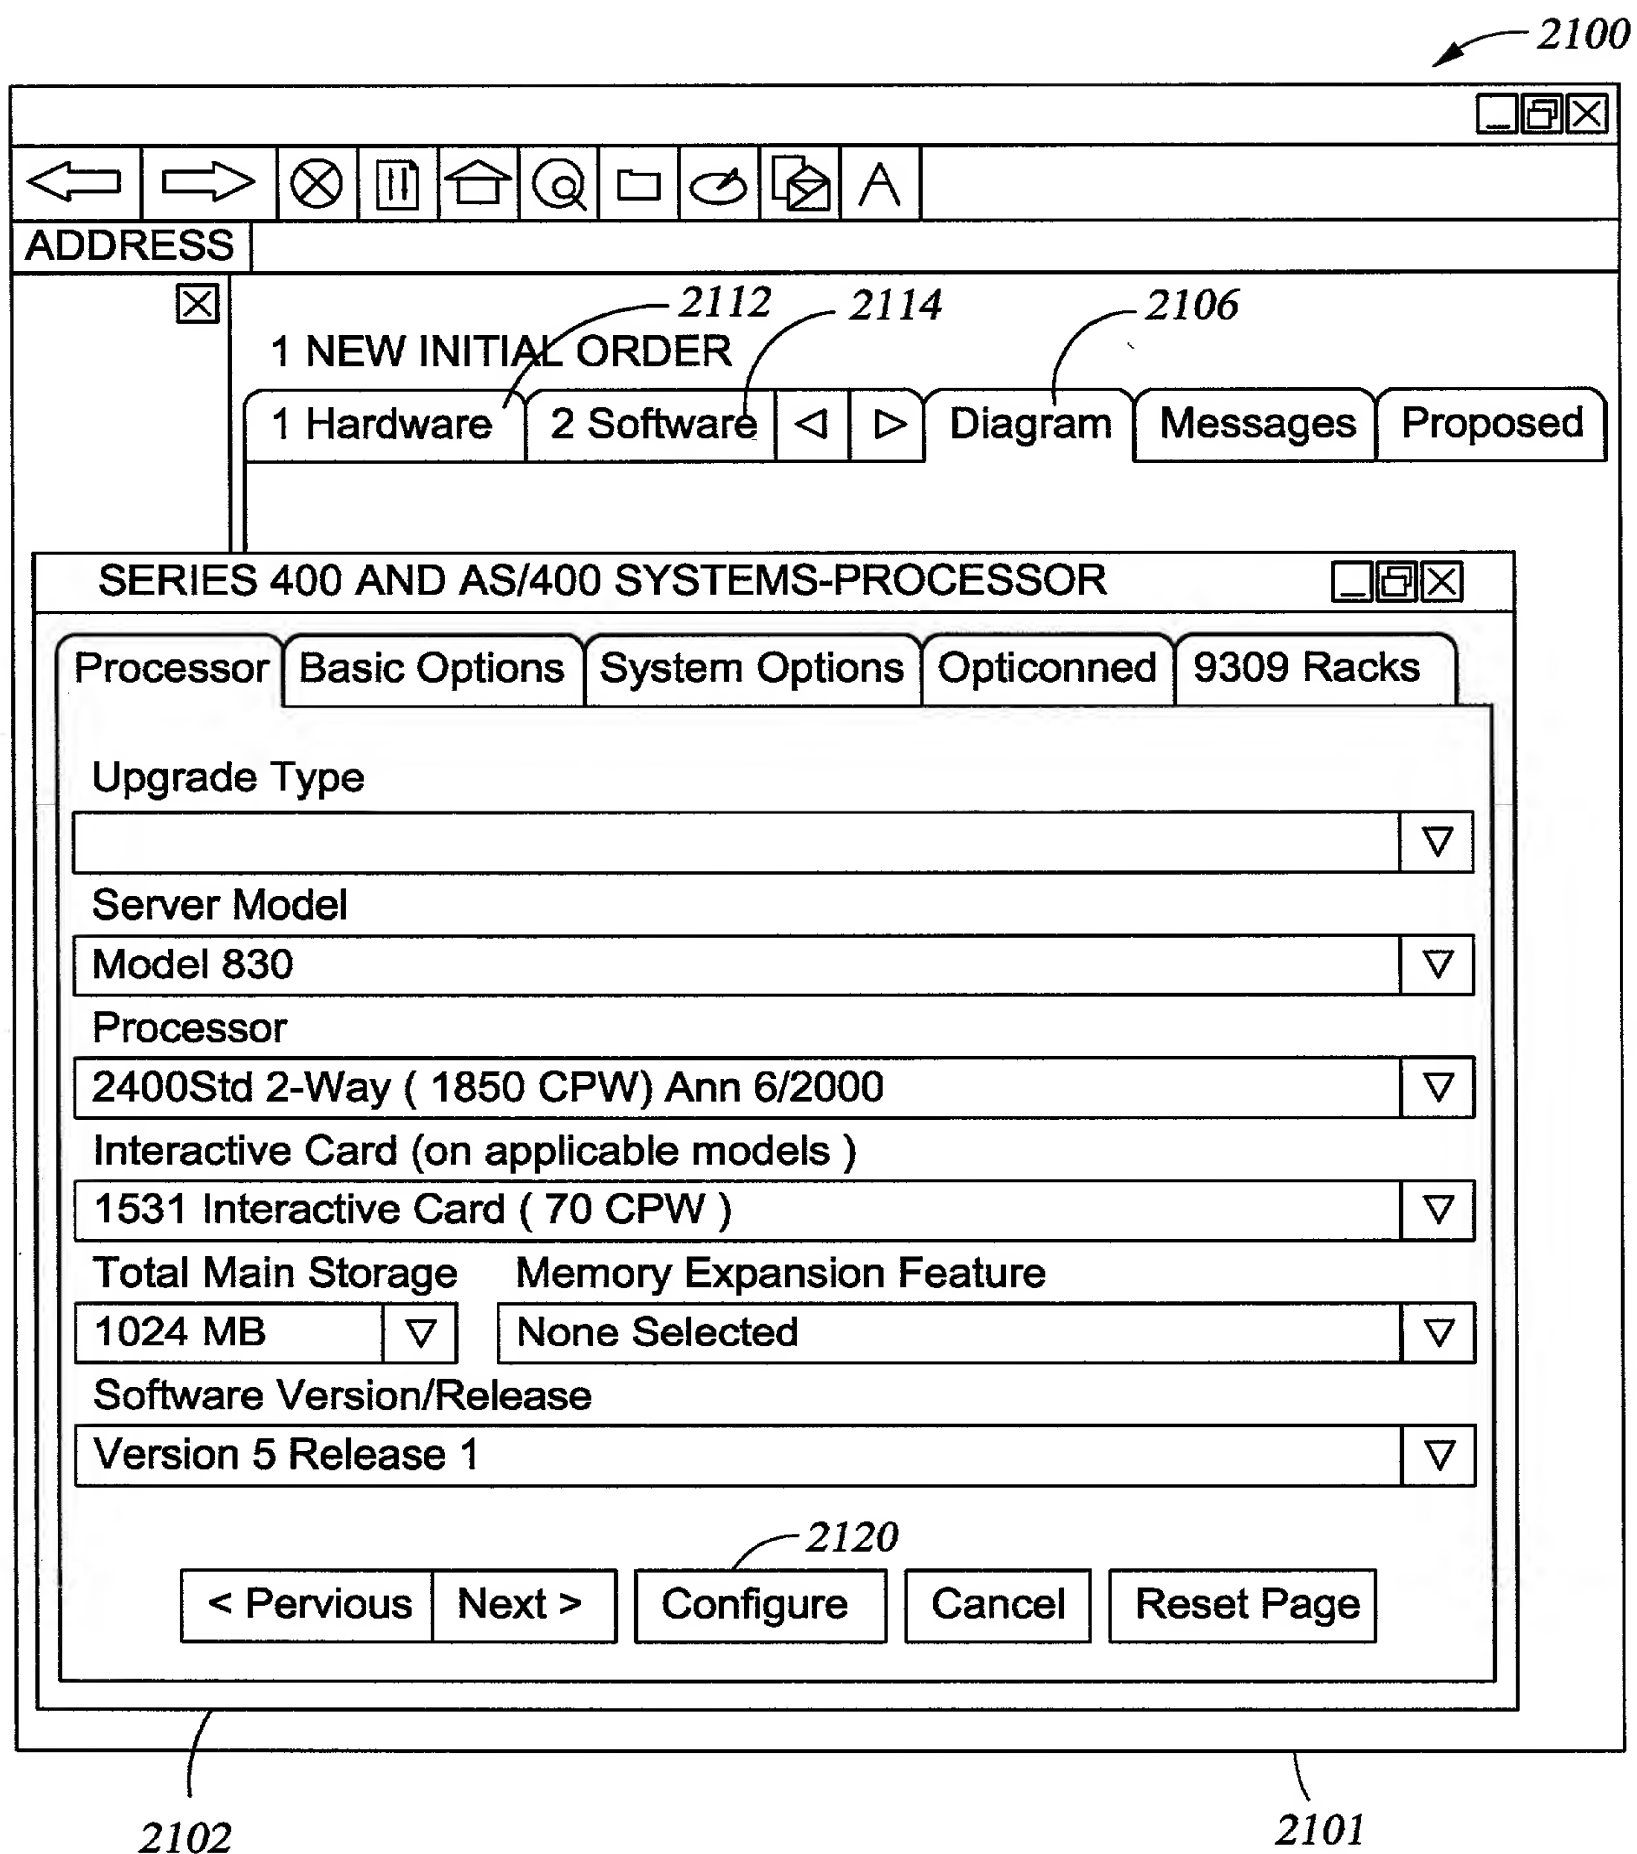 2100
ADDRESS
2112 2114 2106
1 NEW INITIAL ORDER
1 Hardware 2 Software Diagram Messages Proposed
SERIES 400 AND AS/400 SYSTEMS-PROCESSOR
Processor Basic Options System Options Opticonned 9309 Racks
Upgrade Type
Server Model
Model 830
Processor
2400Std 2-Way ( 1850 CPW) Ann 6/2000
Interactive Card (on applicable models )
1531 Interactive Card ( 70 CPW )
Total Main Storage Memory Expansion Feature
1024 MB None Selected
Software Version/Release
Version 5 Release 1
2120
< Pervious Next > Configure Cancel Reset Page
2102 2101